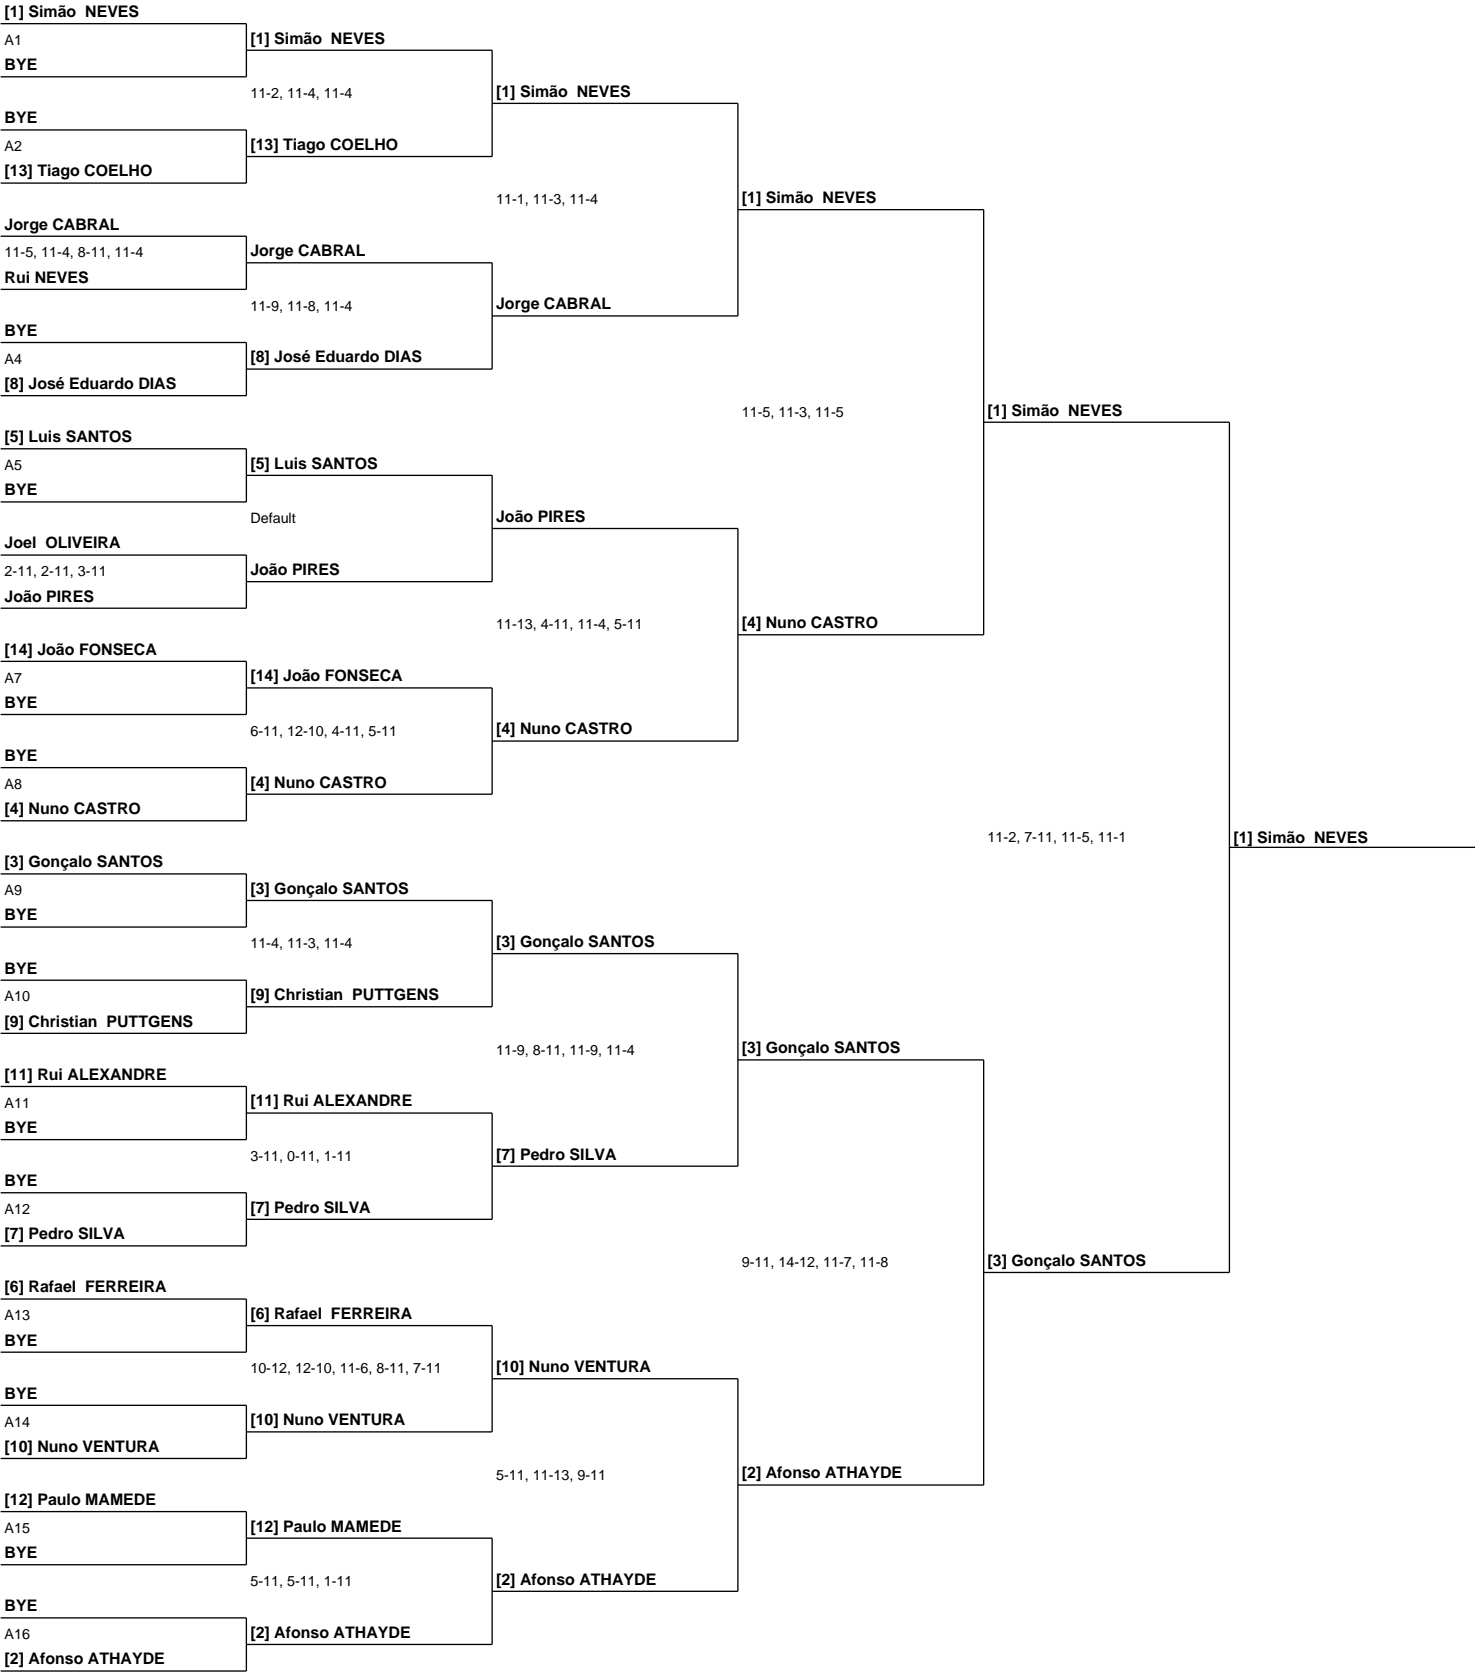 [1] Simão  NEVES
A1
BYE
BYE
A2
[13] Tiago COELHO
Jorge CABRAL
11-5, 11-4, 8-11, 11-4
Rui NEVES
BYE
A4
[8] José Eduardo DIAS
[5] Luis SANTOS
A5
BYE
Joel  OLIVEIRA
2-11, 2-11, 3-11
João PIRES
[14] João FONSECA
A7
BYE
BYE
A8
[4] Nuno CASTRO
[3] Gonçalo SANTOS
A9
BYE
BYE
A10
[9] Christian  PUTTGENS
[11] Rui ALEXANDRE
A11
BYE
BYE
A12
[7] Pedro SILVA
[6] Rafael  FERREIRA
A13
BYE
BYE
A14
[10] Nuno VENTURA
[12] Paulo MAMEDE
A15
BYE
BYE
A16
[2] Afonso ATHAYDE
[1] Simão  NEVES
11-2, 11-4, 11-4
[13] Tiago COELHO
Jorge CABRAL
11-9, 11-8, 11-4
[8] José Eduardo DIAS
[5] Luis SANTOS
Default
João PIRES
[14] João FONSECA
6-11, 12-10, 4-11, 5-11
[4] Nuno CASTRO
[3] Gonçalo SANTOS
11-4, 11-3, 11-4
[9] Christian  PUTTGENS
[11] Rui ALEXANDRE
3-11, 0-11, 1-11
[7] Pedro SILVA
[6] Rafael  FERREIRA
10-12, 12-10, 11-6, 8-11, 7-11
[10] Nuno VENTURA
[12] Paulo MAMEDE
5-11, 5-11, 1-11
[2] Afonso ATHAYDE
[1] Simão  NEVES
11-1, 11-3, 11-4
Jorge CABRAL
João PIRES
11-13, 4-11, 11-4, 5-11
[4] Nuno CASTRO
[3] Gonçalo SANTOS
11-9, 8-11, 11-9, 11-4
[7] Pedro SILVA
[10] Nuno VENTURA
5-11, 11-13, 9-11
[2] Afonso ATHAYDE
[1] Simão  NEVES
11-5, 11-3, 11-5
[4] Nuno CASTRO
[3] Gonçalo SANTOS
9-11, 14-12, 11-7, 11-8
[2] Afonso ATHAYDE
[1] Simão  NEVES
11-2, 7-11, 11-5, 11-1
[3] Gonçalo SANTOS
[1] Simão  NEVES